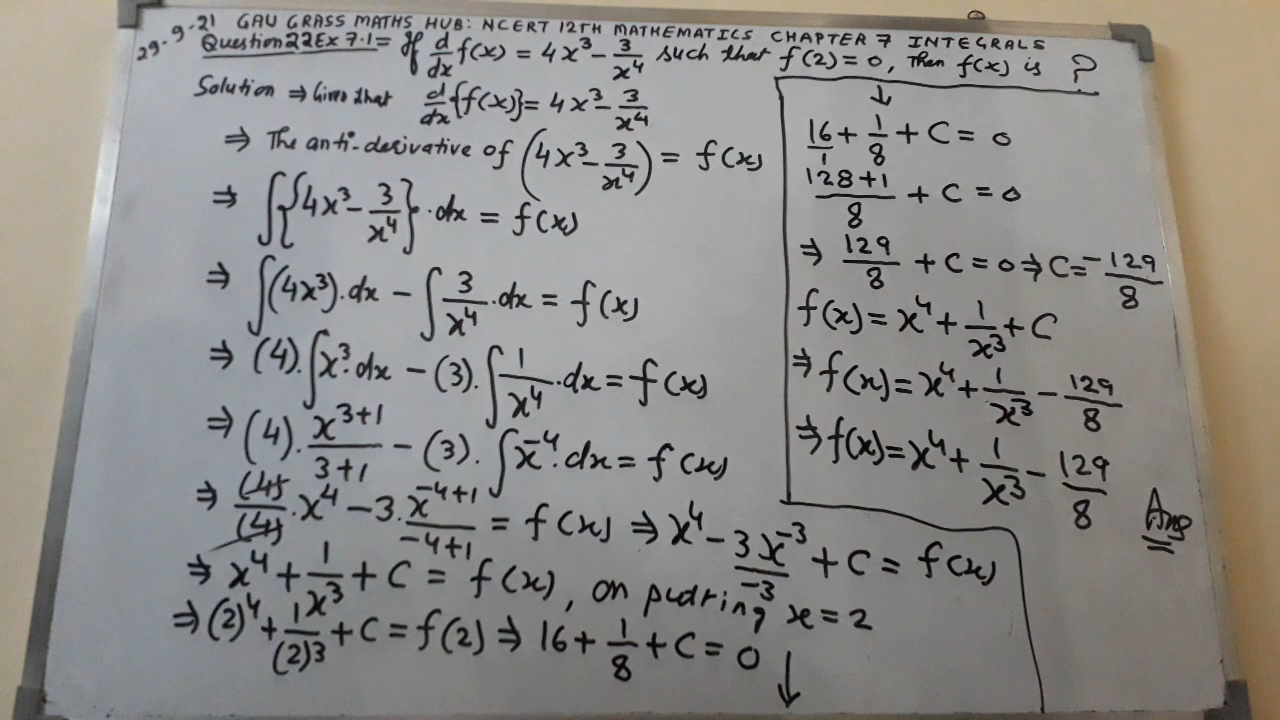 29-9-21 GAU GRASS MATHS HUB: NCERT 12TH MATHEMATICS CHAPTER 7 INTEGRALS
Question 22 Ex 7.1 = If d/dx f(x) = 4x³ - 3/x⁴ such that f(2) = 0, Then f(x) is ?
Solution ⇒ Given that d/dx {f(x)} = 4x³ - 3/x⁴
⇒ The anti-derivative of (4x³ - 3/x⁴) = f(x)
⇒ ∫{4x³ - 3/x⁴}.dx = f(x)
⇒ ∫(4x³).dx - ∫3/x⁴.dx = f(x)
⇒ (4).∫x³.dx - (3).∫1/x⁴.dx = f(x)
⇒ (4). x³⁺¹/3+1 - (3).∫x⁻⁴.dx = f(x)
⇒ (4)/(4).x⁴ - 3.x⁻⁴⁺¹/-4+1 = f(x) ⇒ x⁴ - 3x⁻³/-3 + C = f(x)
⇒ x⁴ + 1/x³ + C = f(x), on putting x = 2
⇒ (2)⁴ + 1/(2)³ + C = f(2) ⇒ 16 + 1/8 + C = 0 ↓
↓
16/1 + 1/8 + C = 0
128+1/8 + C = 0
⇒ 129/8 + C = 0 ⇒ C = -129/8
f(x) = x⁴ + 1/x³ + C
⇒ f(x) = x⁴ + 1/x³ - 129/8
⇒ f(x) = x⁴ + 1/x³ - 129/8
Ans